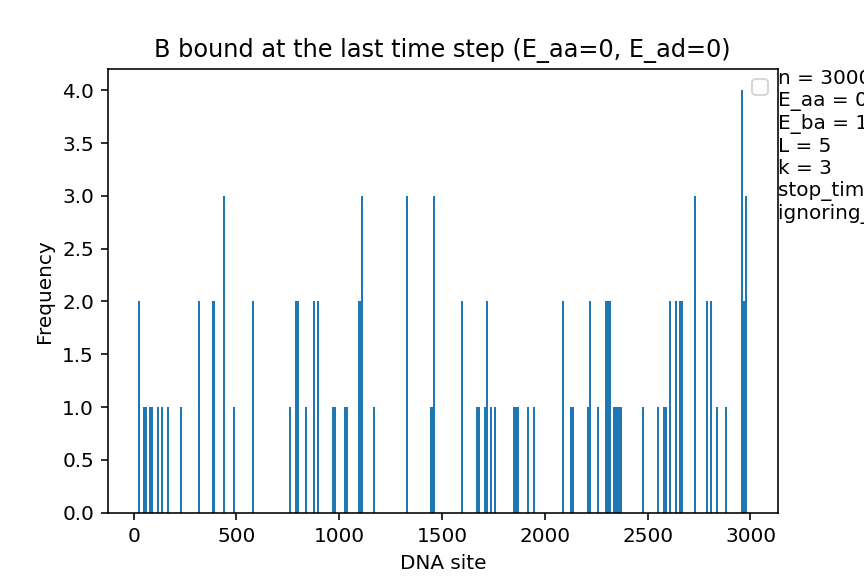 B bound at the last time step (E_aa=0, E_ad=0)
n = 3000
E_aa = 0
E_ba = 1
L = 5
k = 3
stop_tim
ignoring_
Frequency
4.0
3.5
3.0
2.5
2.0
1.5
1.0
0.5
0.0
0 500 1000 1500 2000 2500 3000
DNA site